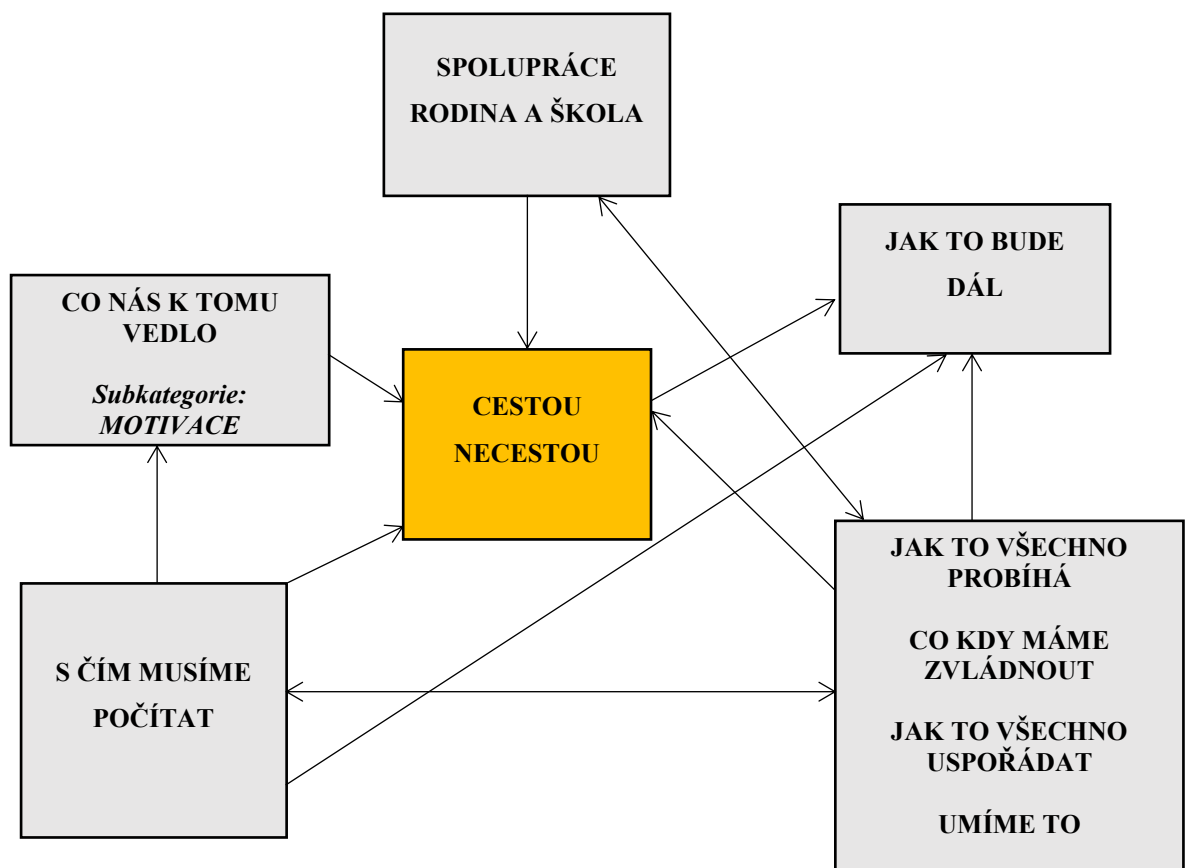 SPOLUPRÁCE
RODINA A ŠKOLA
JAK TO BUDE
DÁL
CO NÁS K TOMU
VEDLO
Subkategorie:
MOTIVACE
CESTOU
NECESTOU
S ČÍM MUSÍME
POČÍTAT
JAK TO VŠECHNO
PROBÍHÁ
CO KDY MÁME
ZVLÁDNOUT
JAK TO VŠECHNO
USPOŘÁDAT
UMÍME TO